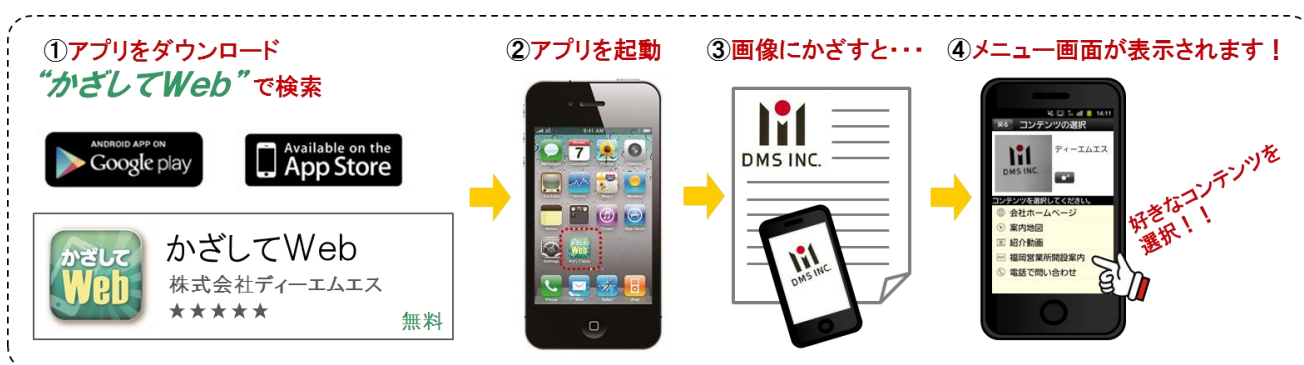 ①アプリをダウンロード
“かざしてWeb”で検索
ANDROID APP ON
Google play
Available on the
App Store
かざして
Web
かざしてWeb
株式会社ディーエムエス
★★★★★
無料
②アプリを起動
9:41 AM
7
③画像にかざすと・・・
DMS INC.
DMS INC.
④メニュー画面が表示されます！
14:11
戻る
コンテンツの選択
DMS INC.
ディーエムエス
コンテンツを選択してください。
会社ホームページ
案内地図
紹介動画
福岡営業所開設案内
電話で問い合わせ
好きなコンテンツを
選択！！